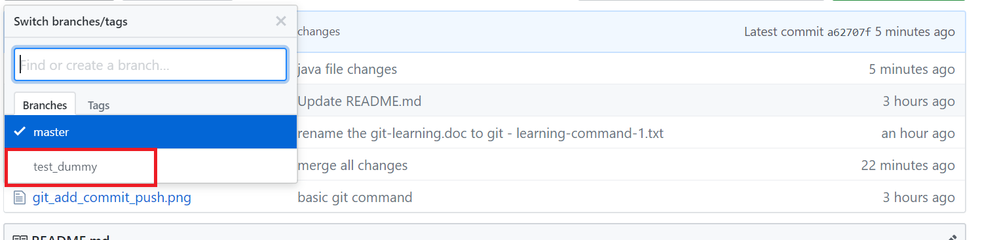 Switch branches/tags
Find or create a branch...
Branches Tags
master
test_dummy
changes Latest commit a62707f 5 minutes ago
java file changes 5 minutes ago
Update README.md 3 hours ago
rename the git-learning.doc to git - learning-command-1.txt an hour ago
merge all changes 22 minutes ago
git_add_commit_push.png basic git command 3 hours ago
README.md